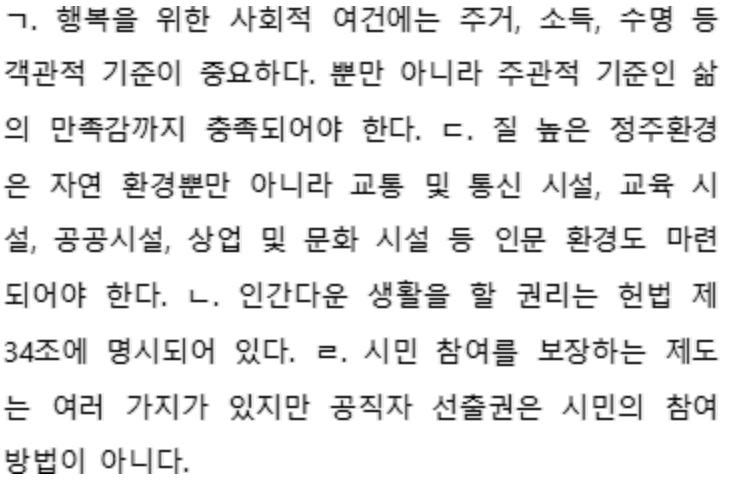 ㄱ. 행복을 위한 사회적 여건에는 주거, 소득, 수명 등
객관적 기준이 중요하다. 뿐만 아니라 주관적 기준인 삶
의 만족감까지 충족되어야 한다. ㄷ. 질 높은 정주환경
은 자연 환경뿐만 아니라 교통 및 통신 시설, 교육 시
설, 공공시설, 상업 및 문화 시설 등 인문 환경도 마련
되어야 한다. ㄴ. 인간다운 생활을 할 권리는 헌법 제
34조에 명시되어 있다. ㄹ. 시민 참여를 보장하는 제도
는 여러 가지가 있지만 공직자 선출권은 시민의 참여
방법이 아니다.